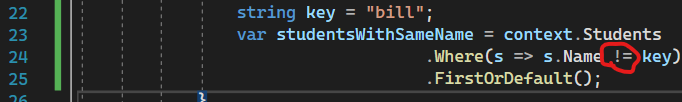 22 string key = "bill";
23 var studentsWithSameName = context.Students
24 .Where(s => s.Name != key)
25 .FirstOrDefault();
26 }